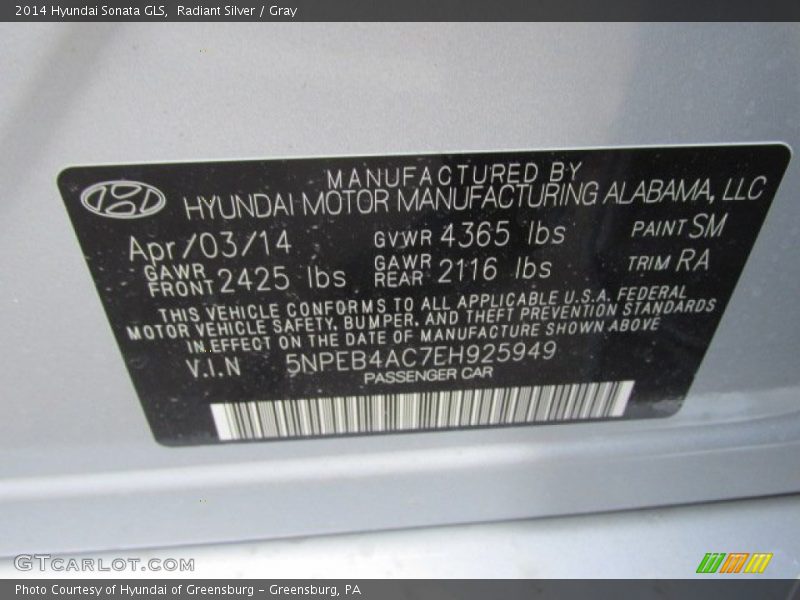 2014 Hyundai Sonata GLS, Radiant Silver / Gray
MANUFACTURED BY
HYUNDAI MOTOR MANUFACTURING ALABAMA, LLC
Apr/03/14 GVWR 4365 lbs PAINT SM
GAWR FRONT 2425 lbs GAWR REAR 2116 lbs TRIM RA
THIS VEHICLE CONFORMS TO ALL APPLICABLE U.S.A. FEDERAL
MOTOR VEHICLE SAFETY, BUMPER, AND THEFT PREVENTION STANDARDS
IN EFFECT ON THE DATE OF MANUFACTURE SHOWN ABOVE
V.I.N 5NPEB4AC7EH925949
PASSENGER CAR
GTCARLOT.COM
Photo Courtesy of Hyundai of Greensburg - Greensburg, PA